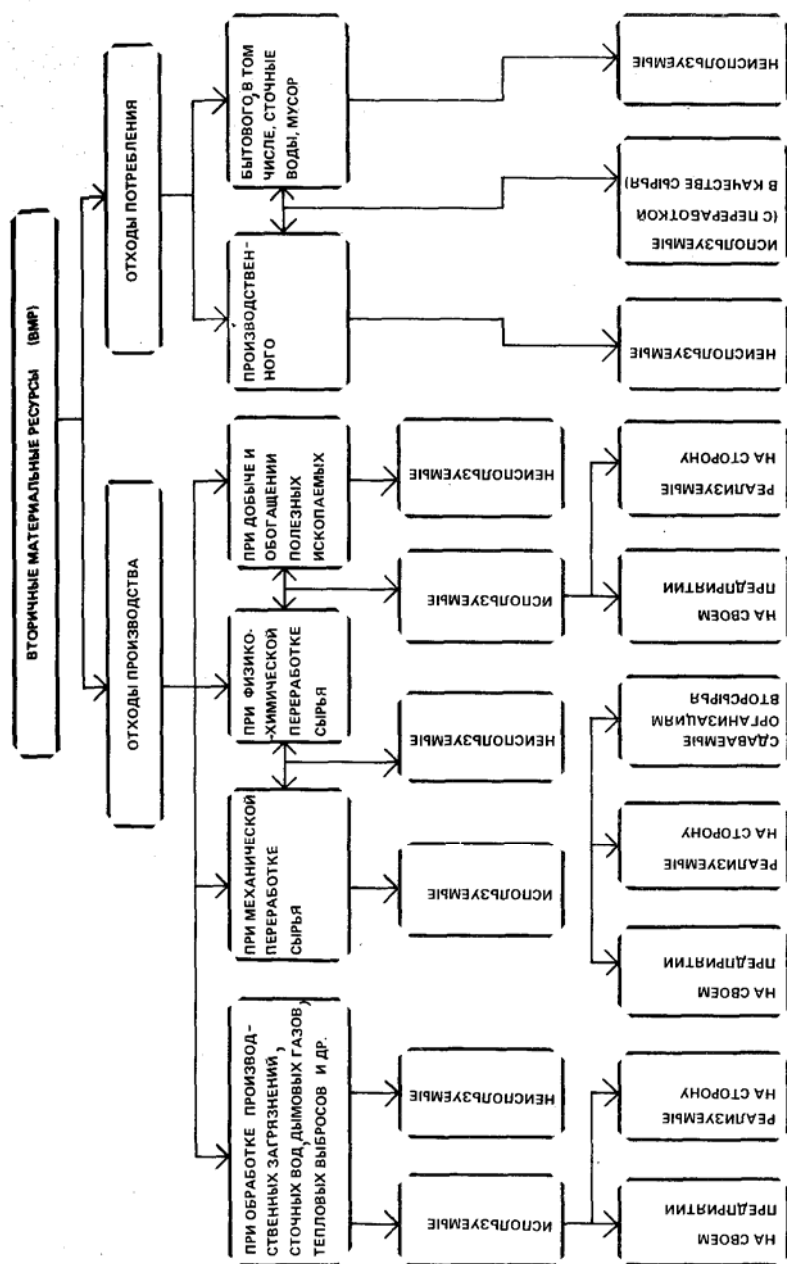 ВТОРИЧНЫЕ МАТЕРИАЛЬНЫЕ РЕСУРСЫ (ВМР)
ОТХОДЫ ПРОИЗВОДСТВА
ОТХОДЫ ПОТРЕБЛЕНИЯ
ПРИ ОБРАБОТКЕ ПРОИЗВОД-
СТВЕННЫХ ЗАГРЯЗНЕНИЙ,
СТОЧНЫХ ВОД, ДЫМОВЫХ ГАЗОВ,
ТЕПЛОВЫХ ВЫБРОСОВ И ДР.
ПРИ МЕХАНИЧЕСКОЙ
ПЕРЕРАБОТКЕ
СЫРЬЯ
ПРИ ФИЗИКО-
-ХИМИЧЕСКОЙ
ПЕРЕРАБОТКЕ
СЫРЬЯ
ПРИ ДОБЫЧЕ И
ОБОГАЩЕНИИ
ПОЛЕЗНЫХ
ИСКОПАЕМЫХ
ПРОИЗВОДСТВЕН-
НОГО
БЫТОВОГО, В ТОМ
ЧИСЛЕ, СТОЧНЫЕ
ВОДЫ, МУСОР
ИСПОЛЬЗУЕМЫЕ
НЕИСПОЛЬЗУЕМЫЕ
ИСПОЛЬЗУЕМЫЕ
НЕИСПОЛЬЗУЕМЫЕ
ИСПОЛЬЗУЕМЫЕ
НЕИСПОЛЬЗУЕМЫЕ
НА СВОЕМ
ПРЕДПРИЯТИИ
РЕАЛИЗУЕМЫЕ
НА СТОРОНУ
НА СВОЕМ
ПРЕДПРИЯТИИ
РЕАЛИЗУЕМЫЕ
НА СТОРОНУ
СДАВАЕМЫЕ
ОРГАНИЗАЦИЯМ
ВТОРСЫРЬЯ
НА СВОЕМ
ПРЕДПРИЯТИИ
РЕАЛИЗУЕМЫЕ
НА СТОРОНУ
НЕИСПОЛЬЗУЕМЫЕ
ИСПОЛЬЗУЕМЫЕ
(С ПЕРЕРАБОТКОЙ
В КАЧЕСТВЕ СЫРЬЯ)
НЕИСПОЛЬЗУЕМЫЕ